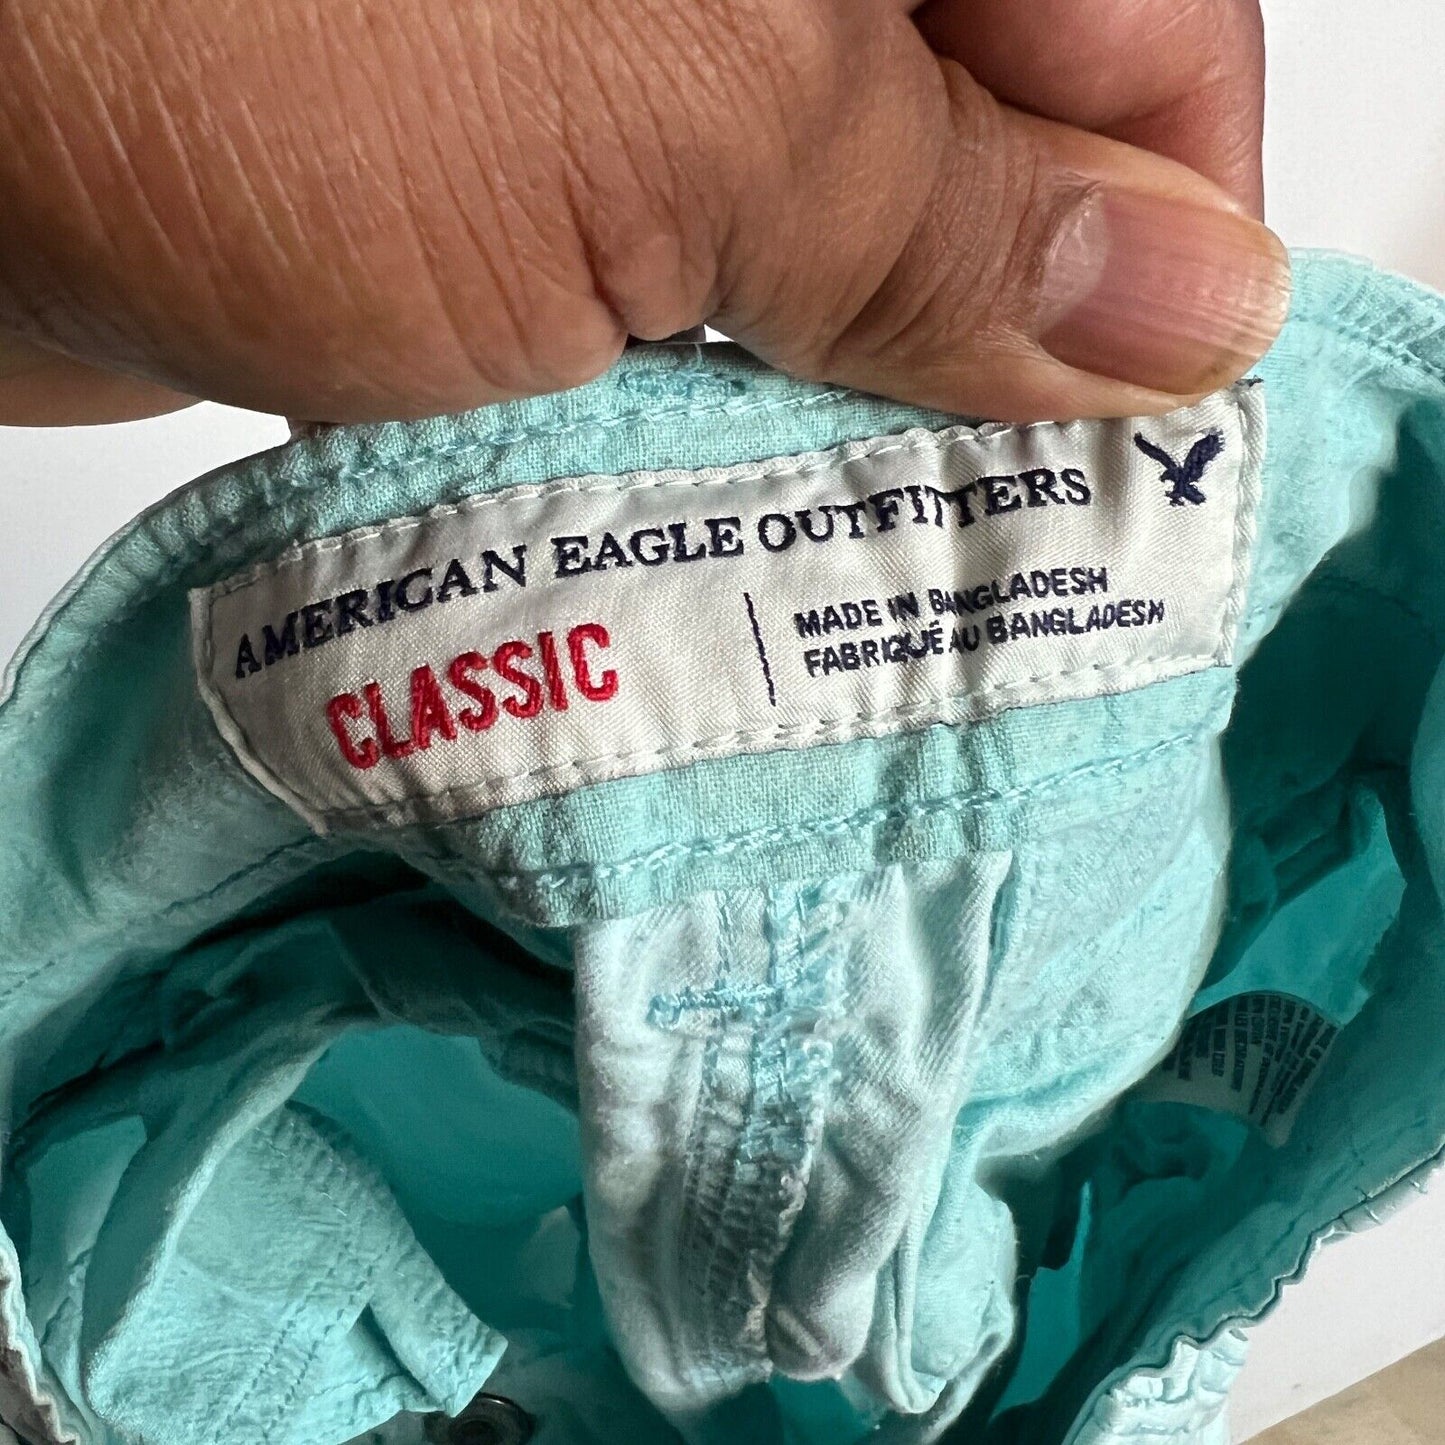 AMERICAN EAGLE OUTFITTERS
CLASSIC
MADE IN BANGLADESH
FABRIQUÉ AU BANGLADESH